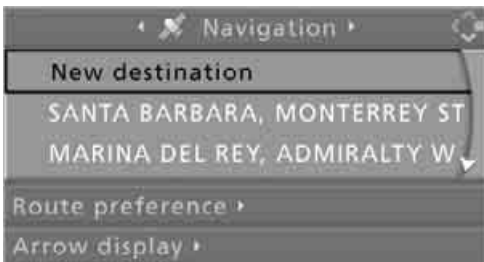 Navigation
New destination
SANTA BARBARA, MONTERREY ST
MARINA DEL REY, ADMIRALTY W
Route preference
Arrow display